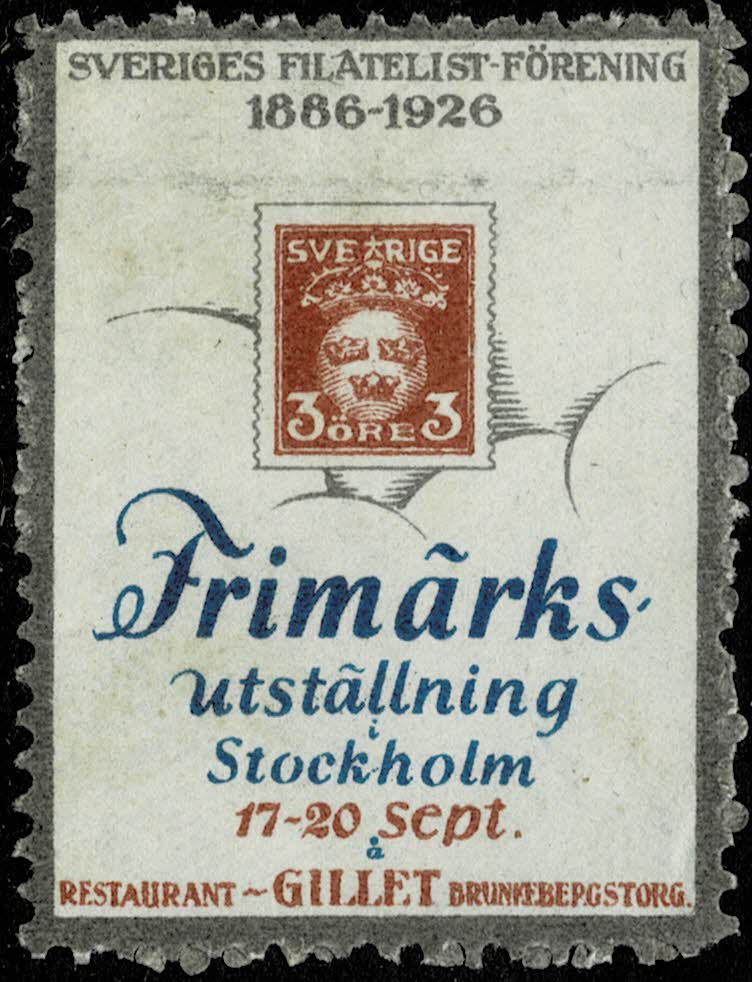 SVERIGES FILATELIST-FÖRENING
1886-1926
SVERIGE
3 ÖRE 3
Frimärks-
utställning
i
Stockholm
17-20 Sept.
å
RESTAURANT - GILLET BRUNKEBERGSTORG.